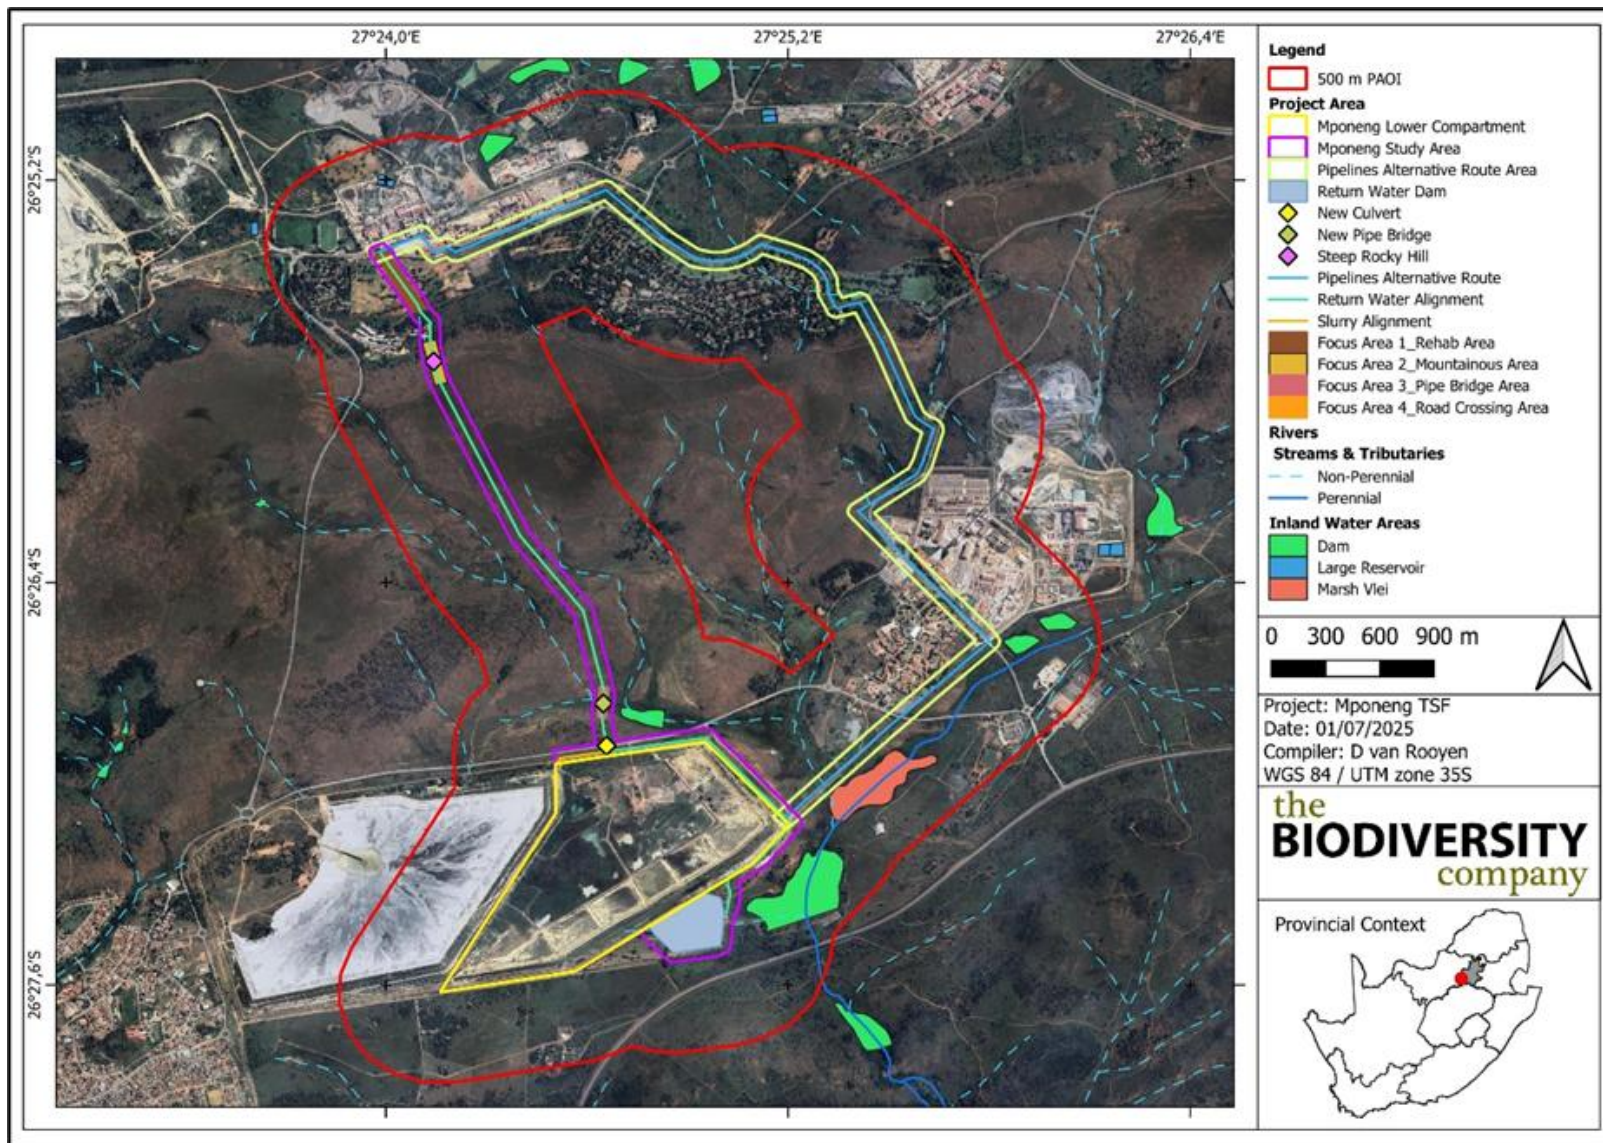 27°24,0'E
27°25,2'E
27°26,4'E
26°25,2'S
26°26,4'S
26°27,6'S
Legend
500 m PAOI
Project Area
Mponeng Lower Compartment
Mponeng Study Area
Pipelines Alternative Route Area
Return Water Dam
New Culvert
New Pipe Bridge
Steep Rocky Hill
Pipelines Alternative Route
Return Water Alignment
Slurry Alignment
Focus Area 1_Rehab Area
Focus Area 2_Mountainous Area
Focus Area 3_Pipe Bridge Area
Focus Area 4_Road Crossing Area
Rivers
Streams & Tributaries
Non-Perennial
Perennial
Inland Water Areas
Dam
Large Reservoir
Marsh Vlei
0 300 600 900 m
Project: Mponeng TSF
Date: 01/07/2025
Compiler: D van Rooyen
WGS 84 / UTM zone 35S
the
BIODIVERSITY
company
Provincial Context